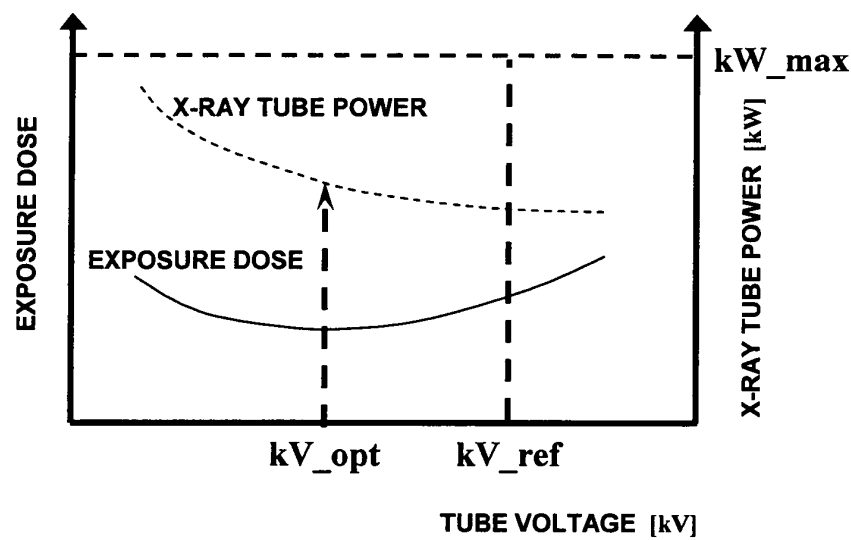 kW_max
X-RAY TUBE POWER
EXPOSURE DOSE
EXPOSURE DOSE
X-RAY TUBE POWER [kW]
kV_opt
kV_ref
TUBE VOLTAGE [kV]